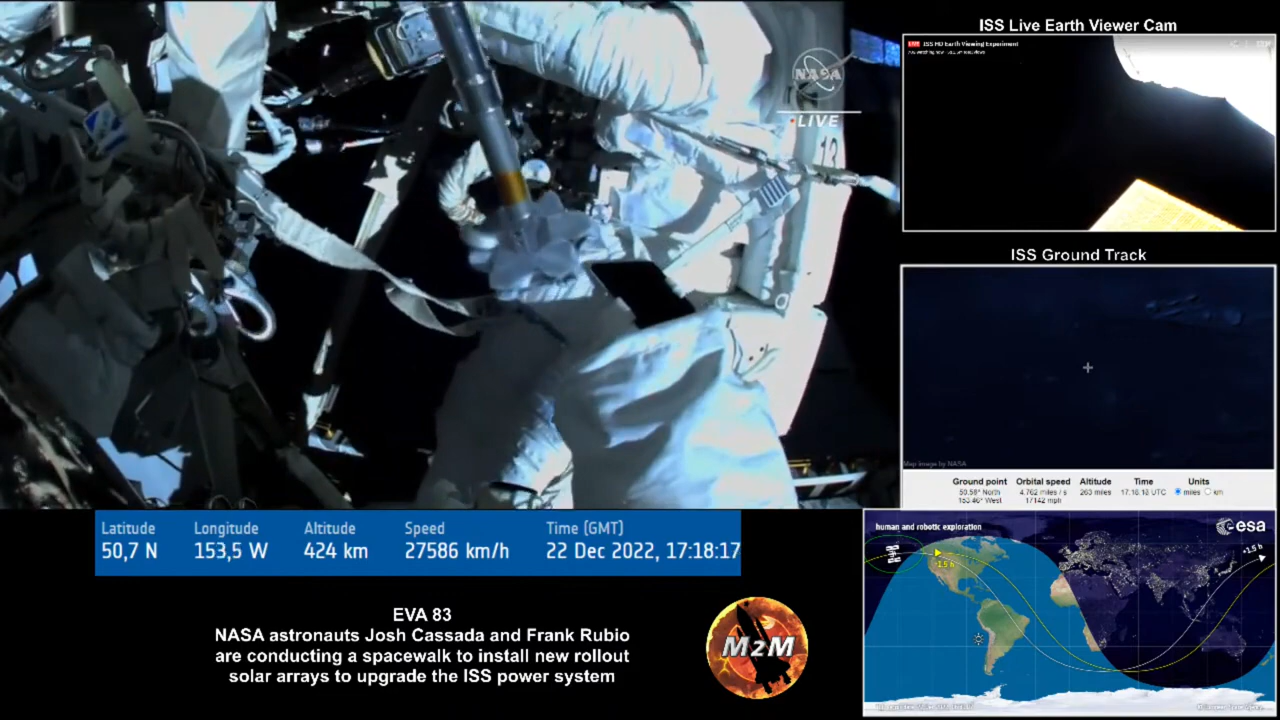 NASA
LIVE
13
ISS Live Earth Viewer Cam
LIVE ISS HD Earth Viewing Experiment
ISS Ground Track
Map image by NASA
Ground point
Orbital speed
Altitude
Time
Units
153.46° West
4.762 miles / s
17142 mph
263 miles
17:18:18 UTC
miles
km
Latitude
Longitude
Altitude
Speed
Time (GMT)
50,7 N
153,5 W
424 km
27586 km/h
22 Dec 2022, 17:18:17
human and robotic exploration
esa
-1.5 h
+1.5 h
EVA 83
NASA astronauts Josh Cassada and Frank Rubio
are conducting a spacewalk to install new rollout
solar arrays to upgrade the ISS power system
M2M